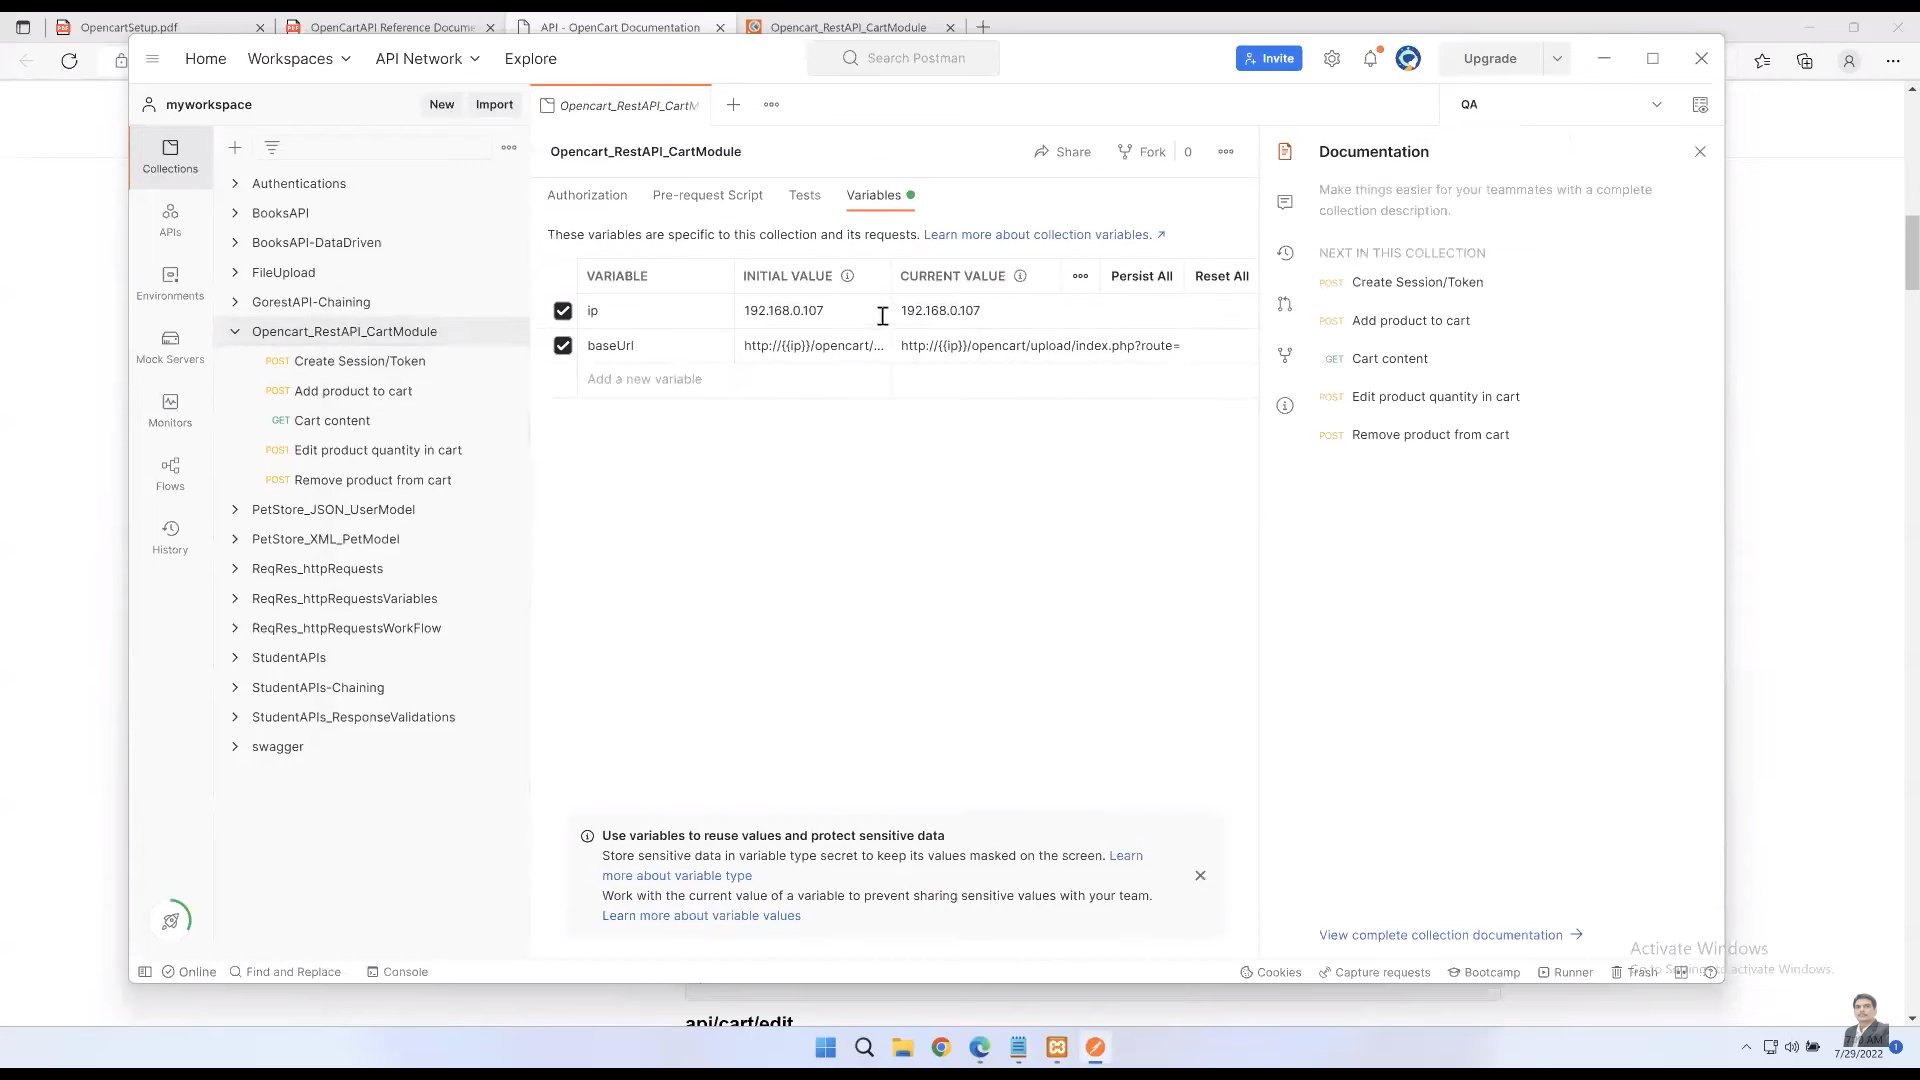 OpencartSetup.pdf
OpenCartAPI Reference Docume
API - OpenCart Documentation
Opencart_RestAPI_CartModule
Home
Workspaces
API Network
Explore
Search Postman
Invite
Upgrade
myworkspace
New
Import
Opencart_RestAPI_CartM
QA
Collections
APIs
Environments
Mock Servers
Monitors
Flows
History
Authentications
BooksAPI
BooksAPI-DataDriven
FileUpload
GorestAPI-Chaining
Opencart_RestAPI_CartModule
POST Create Session/Token
POST Add product to cart
GET Cart content
POST Edit product quantity in cart
POST Remove product from cart
PetStore_JSON_UserModel
PetStore_XML_PetModel
ReqRes_httpRequests
ReqRes_httpRequestsVariables
ReqRes_httpRequestsWorkFlow
StudentAPIs
StudentAPIs-Chaining
StudentAPIs_ResponseValidations
swagger
Opencart_RestAPI_CartModule
Share
Fork 0
Authorization
Pre-request Script
Tests
Variables
These variables are specific to this collection and its requests. Learn more about collection variables. ↗
VARIABLE
INITIAL VALUE
CURRENT VALUE
Persist All
Reset All
ip
192.168.0.107
192.168.0.107
baseUrl
http://{{ip}}/opencart/...
http://{{ip}}/opencart/upload/index.php?route=
Add a new variable
Use variables to reuse values and protect sensitive data
Store sensitive data in variable type secret to keep its values masked on the screen. Learn
more about variable type
Work with the current value of a variable to prevent sharing sensitive values with your team.
Learn more about variable values
Documentation
Make things easier for your teammates with a complete
collection description.
NEXT IN THIS COLLECTION
POST Create Session/Token
POST Add product to cart
GET Cart content
POST Edit product quantity in cart
POST Remove product from cart
View complete collection documentation →
Activate Windows
Go to Settings to activate Windows.
Online
Find and Replace
Console
Cookies
Capture requests
Bootcamp
Runner
Trash
api/cart/edit
AM
7/29/2022
1